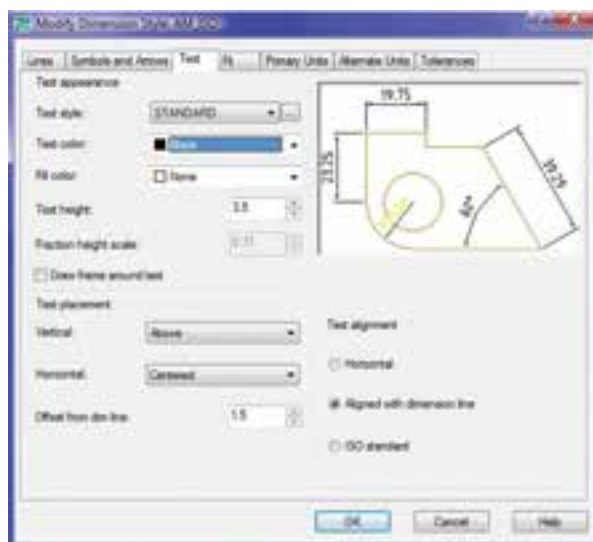 Modify Dimension Style: AM_ISO
Lines Symbols and Arrows Text Fit Primary Units Alternate Units Tolerances
Text appearance
Text style: STANDARD ...
Text color: Black
Fill color: None
Text height: 3.5
Fraction height scale:
Draw frame around text
Text placement
Vertical: Above
Horizontal: Centered
Offset from dim line: 1.5
19.75
23.25
39.25
60°
Text alignment
Horizontal
Aligned with dimension line
ISO standard
OK Cancel Help